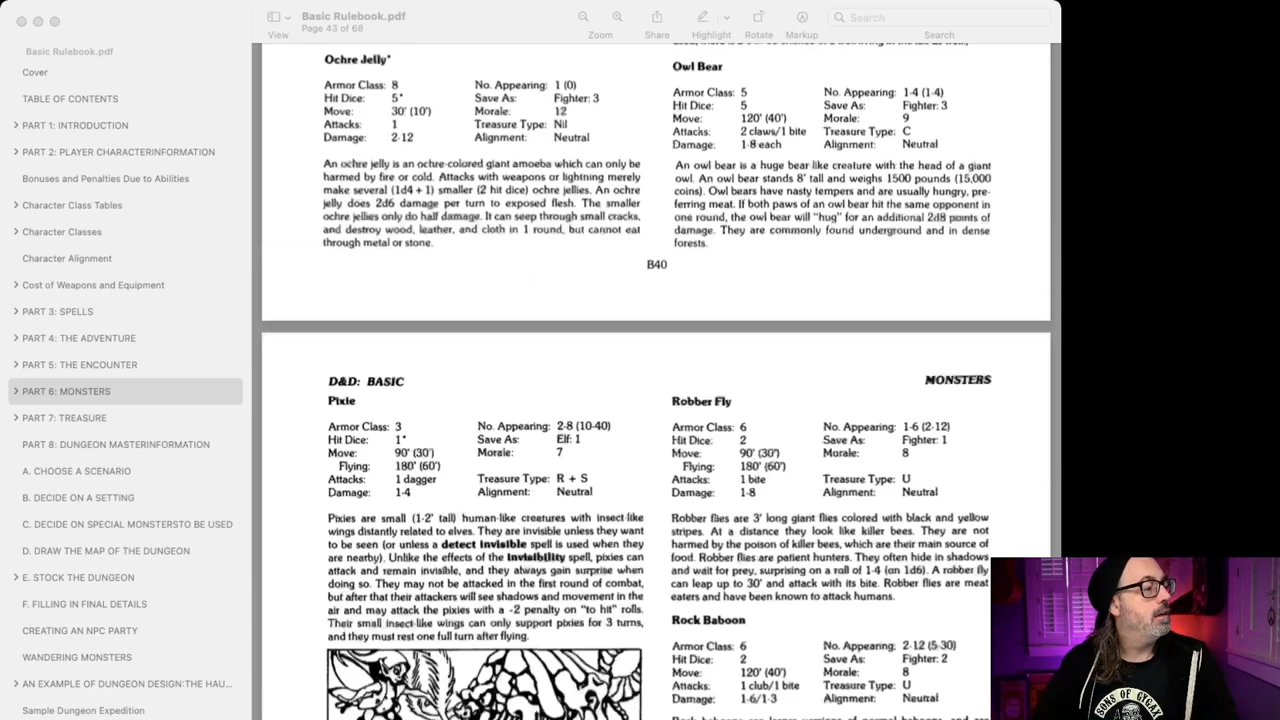 Basic Rulebook.pdf
Page 43 of 68
View
Zoom
Share
Highlight
Rotate
Markup
Search
Search
Basic Rulebook.pdf
Cover
TABLE OF CONTENTS
PART 1: INTRODUCTION
PART 2: PLAYER CHARACTERINFORMATION
Bonuses and Penalties Due to Abilities
Character Class Tables
Character Classes
Character Alignment
Cost of Weapons and Equipment
PART 3: SPELLS
PART 4: THE ADVENTURE
PART 5: THE ENCOUNTER
PART 6: MONSTERS
PART 7: TREASURE
PART 8: DUNGEON MASTERINFORMATION
A. CHOOSE A SCENARIO
B. DECIDE ON A SETTING
C. DECIDE ON SPECIAL MONSTERSTO BE USED
D. DRAW THE MAP OF THE DUNGEON
E. STOCK THE DUNGEON
F. FILLING IN FINAL DETAILS
CREATING AN NPC PARTY
WANDERING MONSTERS
AN EXAMPLE OF DUNGEON DESIGN:THE HAU...
Sample Dungeon Expedition
Ochre Jelly*
Armor Class: 8 No. Appearing: 1 (0)
Hit Dice: 5* Save As: Fighter: 3
Move: 30' (10') Morale: 12
Attacks: 1 Treasure Type: Nil
Damage: 2-12 Alignment: Neutral
An ochre jelly is an ochre-colored giant amoeba which can only be
harmed by fire or cold. Attacks with weapons or lightning merely
make several (1d4 + 1) smaller (2 hit dice) ochre jellies. An ochre
jelly does 2d6 damage per turn to exposed flesh. The smaller
ochre jellies only do half damage. It can seep through small cracks,
and destroy wood, leather, and cloth in 1 round, but cannot eat
through metal or stone.
Owl Bear
Armor Class: 5 No. Appearing: 1-4 (1-4)
Hit Dice: 5 Save As: Fighter: 3
Move: 120' (40') Morale: 9
Attacks: 2 claws/1 bite Treasure Type: C
Damage: 1-8 each Alignment: Neutral
An owl bear is a huge bear-like creature with the head of a giant
owl. An owl bear stands 8' tall and weighs 1500 pounds (15,000
coins). Owl bears have nasty tempers and are usually hungry, pre-
ferring meat. If both paws of an owl bear hit the same opponent in
one round, the owl bear will "hug" for an additional 2d8 points of
damage. They are commonly found underground and in dense
forests.
B40
D&D: BASIC
MONSTERS
Pixie
Armor Class: 3 No. Appearing: 2-8 (10-40)
Hit Dice: 1* Save As: Elf: 1
Move: 90' (30') Morale: 7
Flying: 180' (60')
Attacks: 1 dagger Treasure Type: R + S
Damage: 1-4 Alignment: Neutral
Pixies are small (1-2' tall) human-like creatures with insect-like
wings distantly related to elves. They are invisible unless they want
to be seen (or unless a detect invisible spell is used when they
are nearby). Unlike the effects of the invisibility spell, pixies can
attack and remain invisible, and they always gain surprise when
doing so. They may not be attacked in the first round of combat,
but after that their attackers will see shadows and movement in the
air and may attack the pixies with a -2 penalty on "to hit" rolls.
Their small insect-like wings can only support pixies for 3 turns,
and they must rest one full turn after flying.
Robber Fly
Armor Class: 6 No. Appearing: 1-6 (2-12)
Hit Dice: 2 Save As: Fighter: 1
Move: 90' (30') Morale: 8
Flying: 180' (60')
Attacks: 1 bite Treasure Type: U
Damage: 1-8 Alignment: Neutral
Robber flies are 3' long giant flies colored with black and yellow
stripes. At a distance they look like killer bees. They are not
harmed by the poison of killer bees, which are their main source of
food. Robber flies are patient hunters. They often hide in shadows
and wait for prey, surprising on a roll of 1-4 (on 1d6). A robber fly
can leap up to 30' and attack with its bite. Robber flies are meat
eaters and have been known to attack humans.
Rock Baboon
Armor Class: 6 No. Appearing: 2-12 (5-30)
Hit Dice: 2 Save As: Fighter: 2
Move: 120' (40') Morale: 8
Attacks: 1 club/1 bite Treasure Type: U
Damage: 1-6/1-3 Alignment: Neutral
SONS OF GYGAX